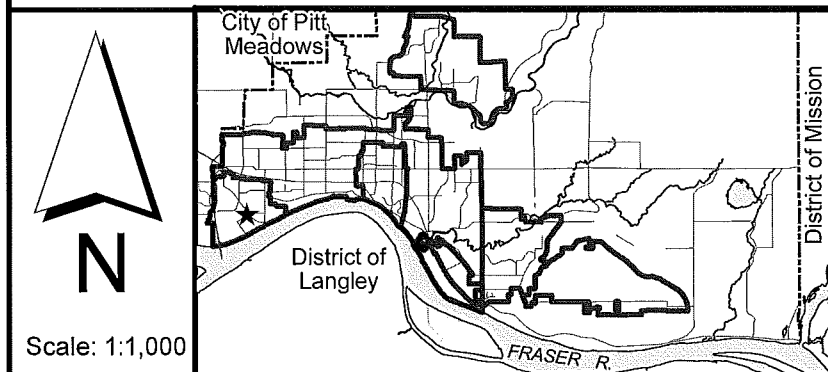 City of Pitt
Meadows
District of Mission
District of
Langley
FRASER R.
N
Scale: 1:1,000